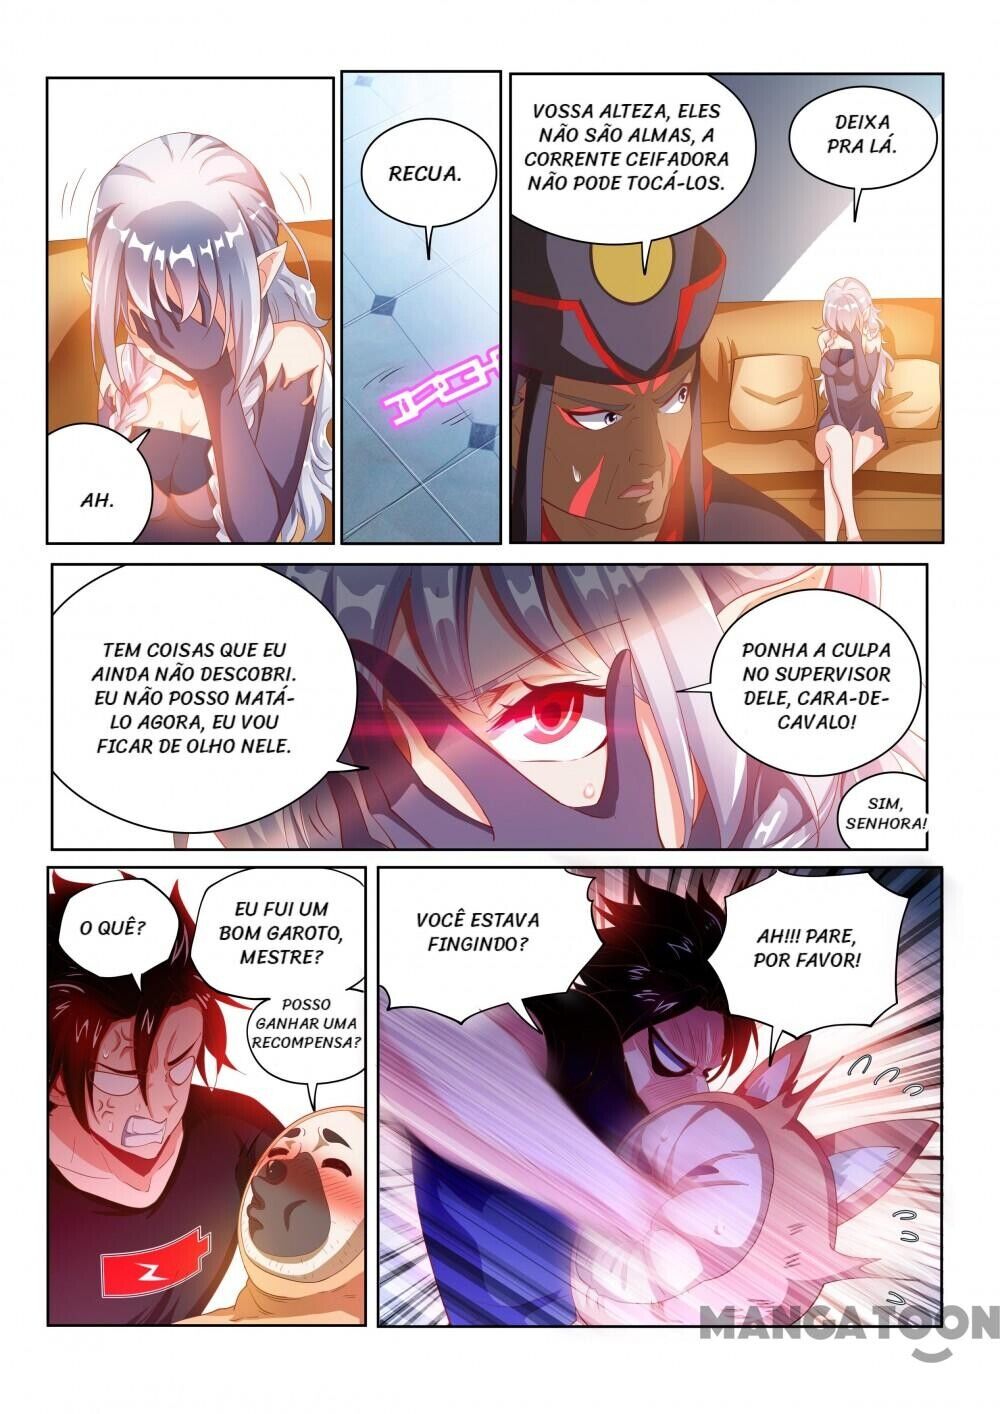 AH.
RECUA.
VOSSA ALTEZA, ELES
NÃO SÃO ALMAS, A
CORRENTE CEIFADORA
NÃO PODE TOCÁ-LOS.
DEIXA
PRA LÁ.
TEM COISAS QUE EU
AINDA NÃO DESCOBRI.
EU NÃO POSSO MATÁ-
LO AGORA, EU VOU
FICAR DE OLHO NELE.
PONHA A CULPA
NO SUPERVISOR
DELE, CARA-DE-
CAVALO!
SIM,
SENHORA!
O QUÊ?
EU FUI UM
BOM GAROTO,
MESTRE?
POSSO
GANHAR UMA
RECOMPENSA?
VOCÊ ESTAVA
FINGINDO?
AH!!! PARE,
POR FAVOR!
MANGATOON